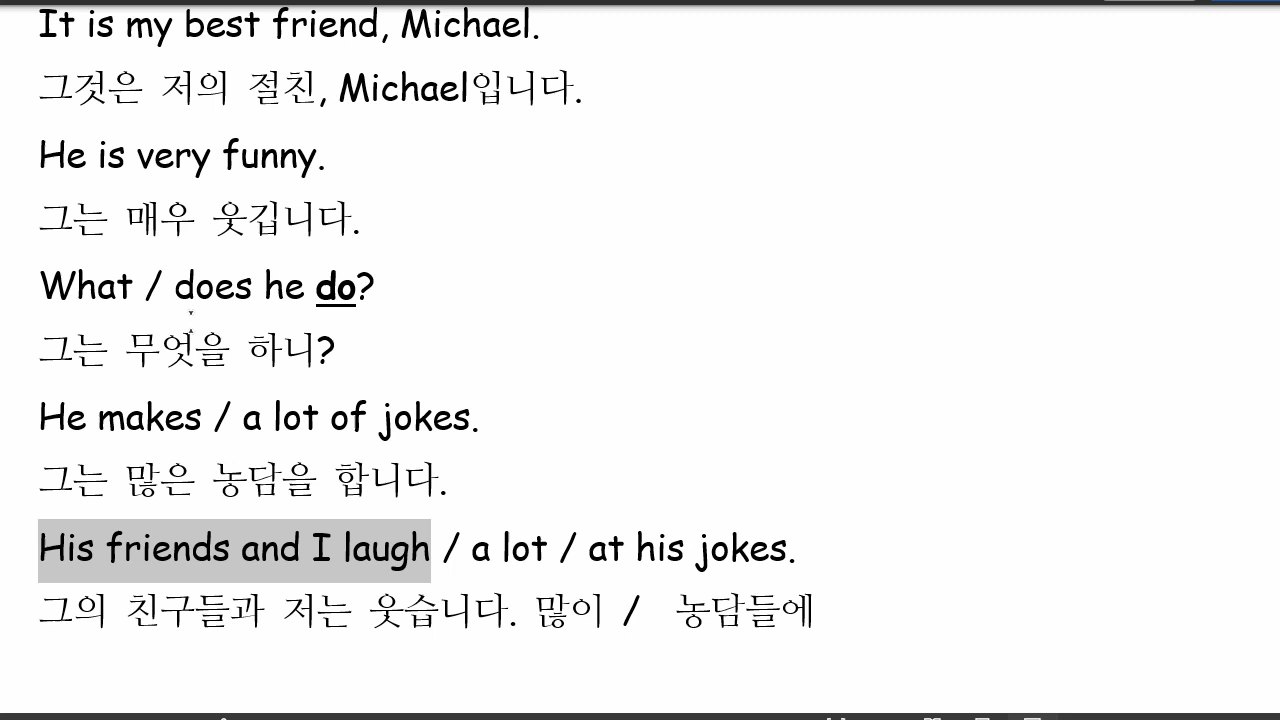 It is my best friend, Michael.
그것은 저의 절친, Michael입니다.
He is very funny.
그는 매우 웃깁니다.
What / does he do?
그는 무엇을 하니?
He makes / a lot of jokes.
그는 많은 농담을 합니다.
His friends and I laugh / a lot / at his jokes.
그의 친구들과 저는 웃습니다. 많이 / 농담들에